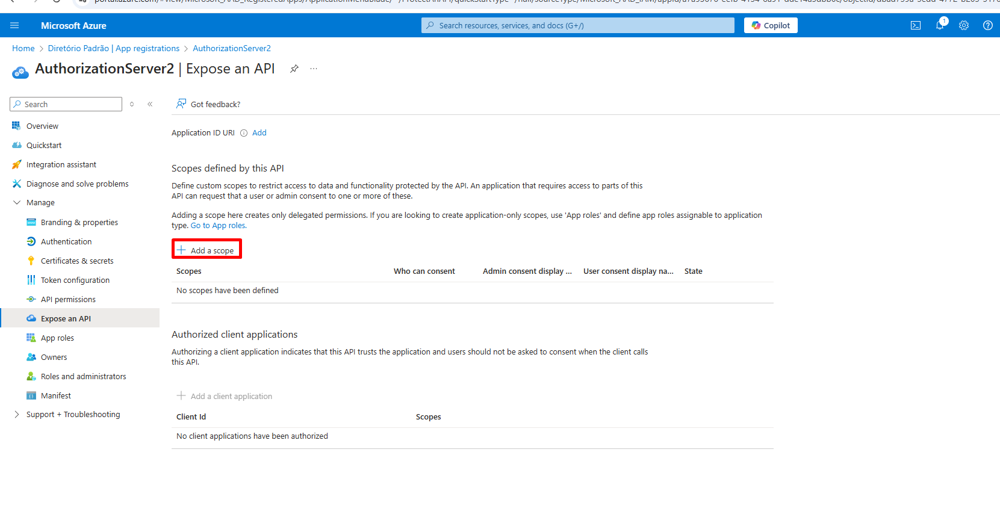 Microsoft Azure
Search resources, services, and docs (G+/)
Copilot
1
Home > Diretório Padrão | App registrations > AuthorizationServer2
AuthorizationServer2 | Expose an API
Search
Got feedback?
Overview
Quickstart
Integration assistant
Diagnose and solve problems
Manage
Branding & properties
Authentication
Certificates & secrets
Token configuration
API permissions
Expose an API
App roles
Owners
Roles and administrators
Manifest
Support + Troubleshooting
Application ID URI Add
Scopes defined by this API
Define custom scopes to restrict access to data and functionality protected by the API. An application that requires access to parts of this
API can request that a user or admin consent to one or more of these.
Adding a scope here creates only delegated permissions. If you are looking to create application-only scopes, use 'App roles' and define app roles assignable to application
type. Go to App roles.
Add a scope
Scopes Who can consent Admin consent display ... User consent display na... State
No scopes have been defined
Authorized client applications
Authorizing a client application indicates that this API trusts the application and users should not be asked to consent when the client calls
this API.
Add a client application
Client Id Scopes
No client applications have been authorized